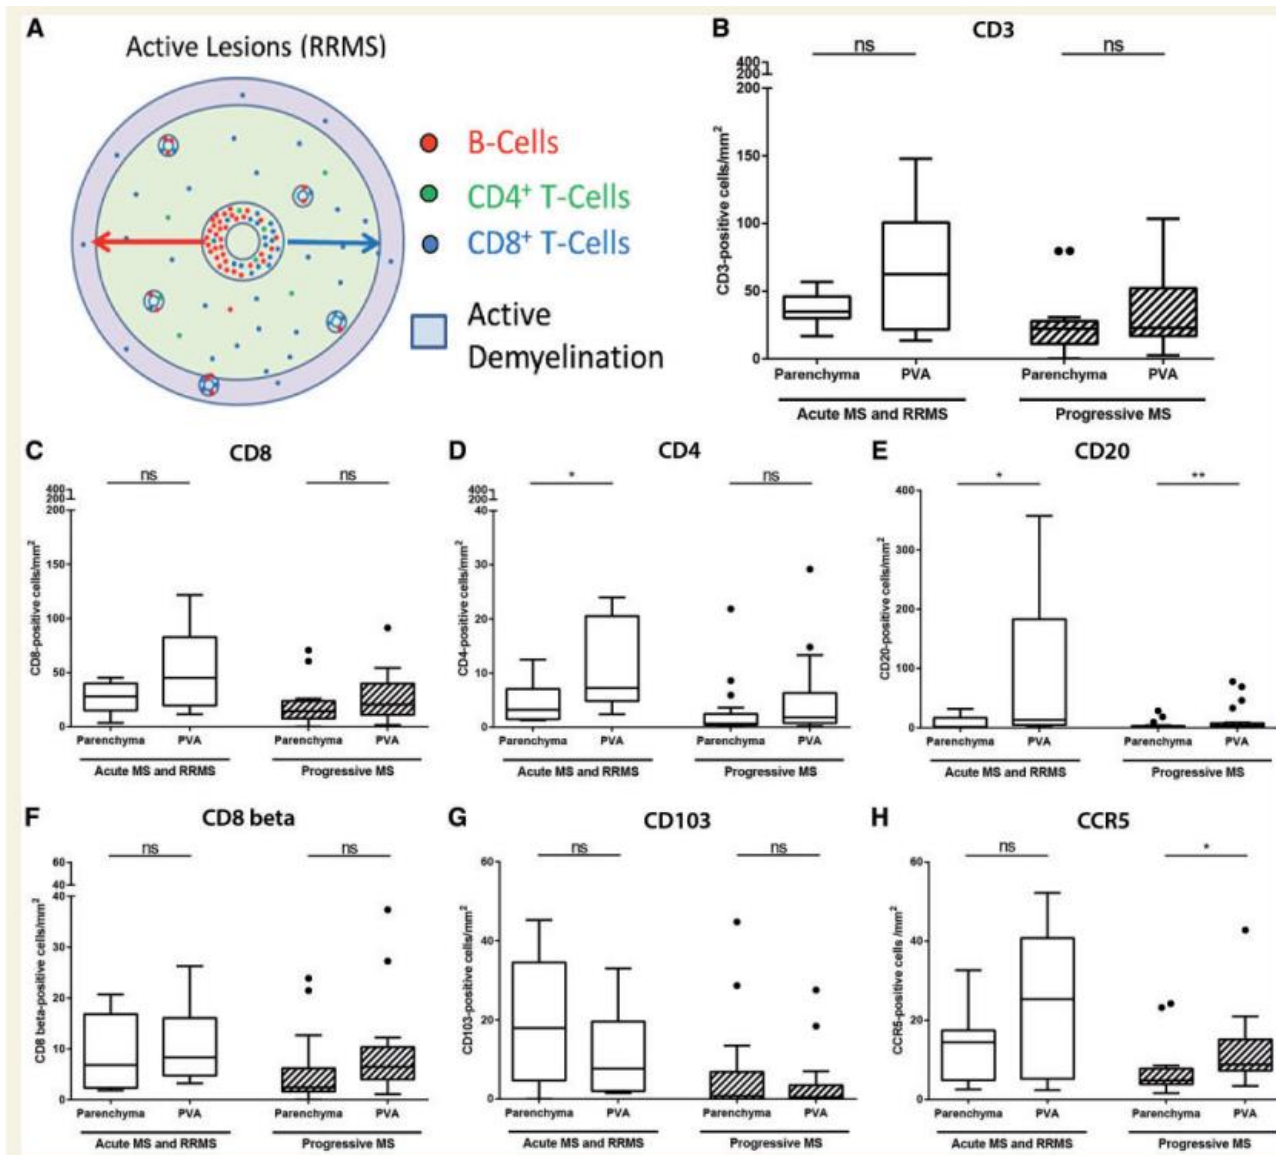 A
Active Lesions (RRMS)
B-Cells
CD4+ T-Cells
CD8+ T-Cells
Active
Demyelination
B
CD3
ns
ns
400
200
200
150
100
50
0
CD3-positive cells/mm2
Parenchyma
PVA
Parenchyma
PVA
Acute MS and RRMS
Progressive MS
C
CD8
ns
ns
400
200
200
150
100
50
0
CD8-positive cells/mm2
Parenchyma
PVA
Parenchyma
PVA
Acute MS and RRMS
Progressive MS
D
CD4
*
ns
400
200
40
30
20
10
0
CD4-positive cells/mm2
Parenchyma
PVA
Parenchyma
PVA
Acute MS and RRMS
Progressive MS
E
CD20
*
**
400
300
200
100
0
CD20-positive cells/mm2
Parenchyma
PVA
Parenchyma
PVA
Acute MS and RRMS
Progressive MS
F
CD8 beta
ns
ns
60
40
40
30
20
10
0
CD8 beta-positive cells/mm2
Parenchyma
PVA
Parenchyma
PVA
Acute MS and RRMS
Progressive MS
G
CD103
ns
ns
60
40
20
0
CD103-positive cells/mm2
Parenchyma
PVA
Parenchyma
PVA
Acute MS and RRMS
Progressive MS
H
CCR5
ns
*
60
40
20
0
CCR5-positive cells /mm2
Parenchyma
PVA
Parenchyma
PVA
Acute MS and RRMS
Progressive MS